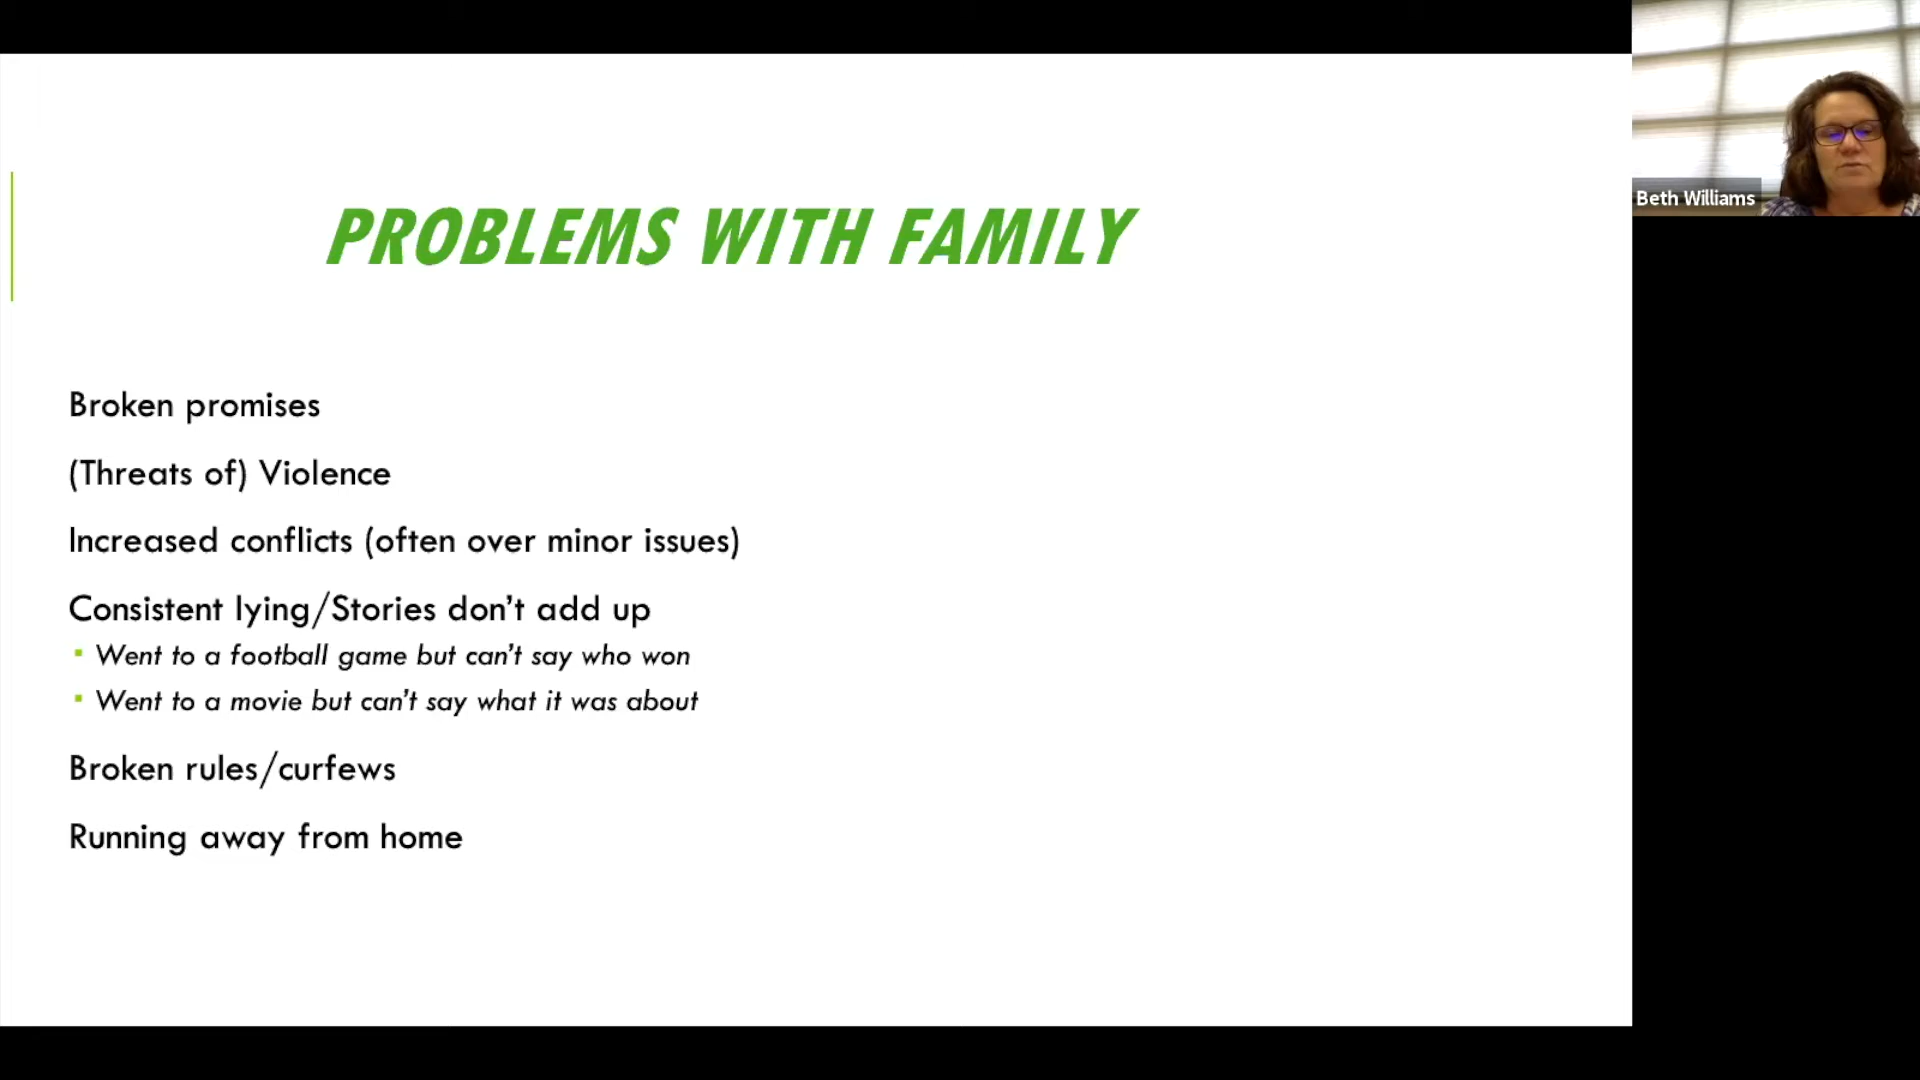 PROBLEMS WITH FAMILY
Broken promises
(Threats of) Violence
Increased conflicts (often over minor issues)
Consistent lying/Stories don't add up
▪ Went to a football game but can't say who won
▪ Went to a movie but can't say what it was about
Broken rules/curfews
Running away from home
Beth Williams